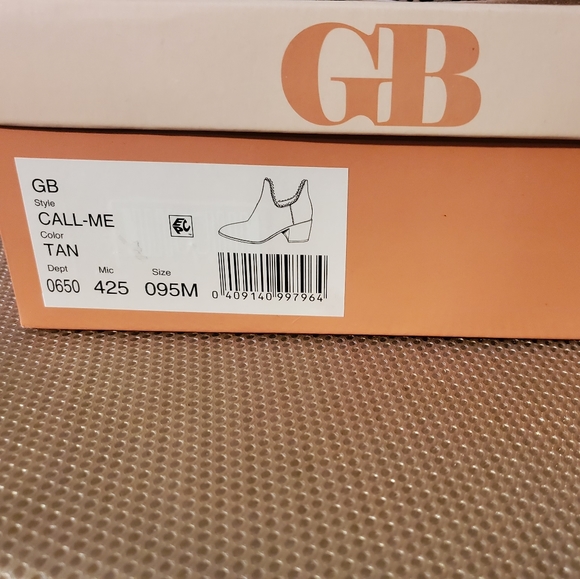 GB
GB
Style
CALL-ME
Color
TAN
Dept Mic Size
0650 425 095M
0 409140 997964